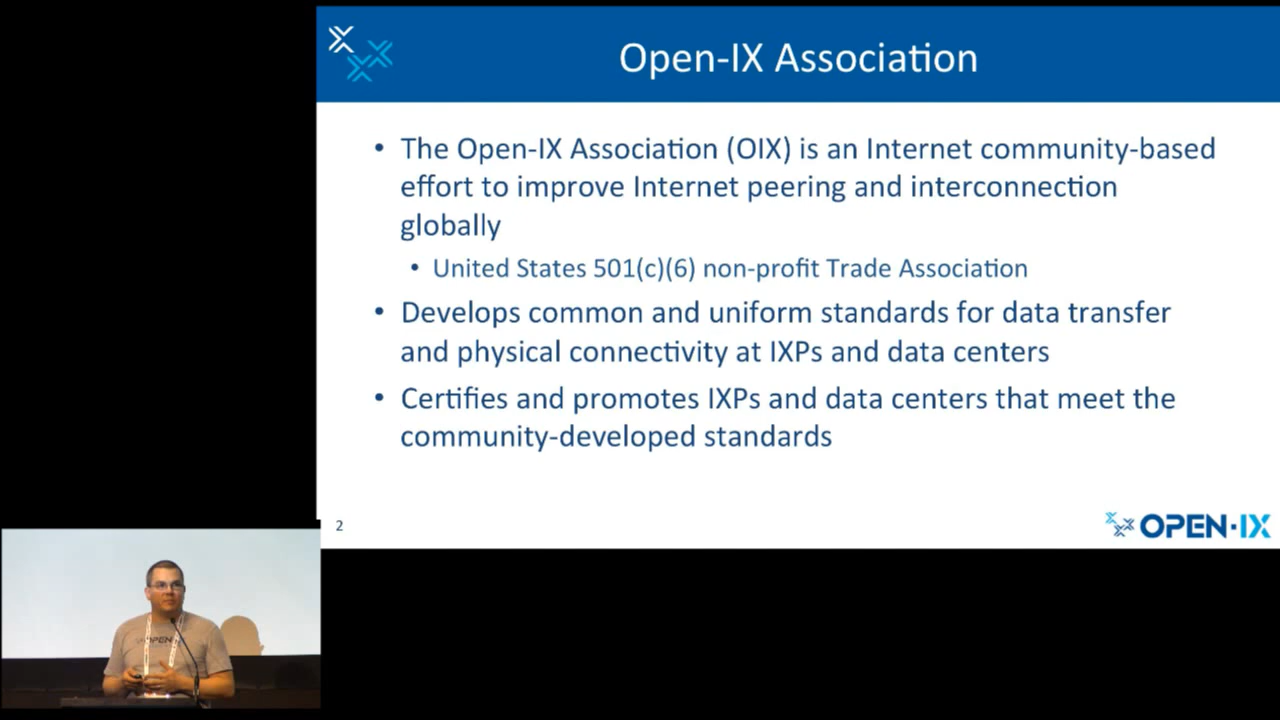 Open-IX Association
• The Open-IX Association (OIX) is an Internet community-based
effort to improve Internet peering and interconnection
globally
• United States 501(c)(6) non-profit Trade Association
• Develops common and uniform standards for data transfer
and physical connectivity at IXPs and data centers
• Certifies and promotes IXPs and data centers that meet the
community-developed standards
2
OPEN·IX
OPEN